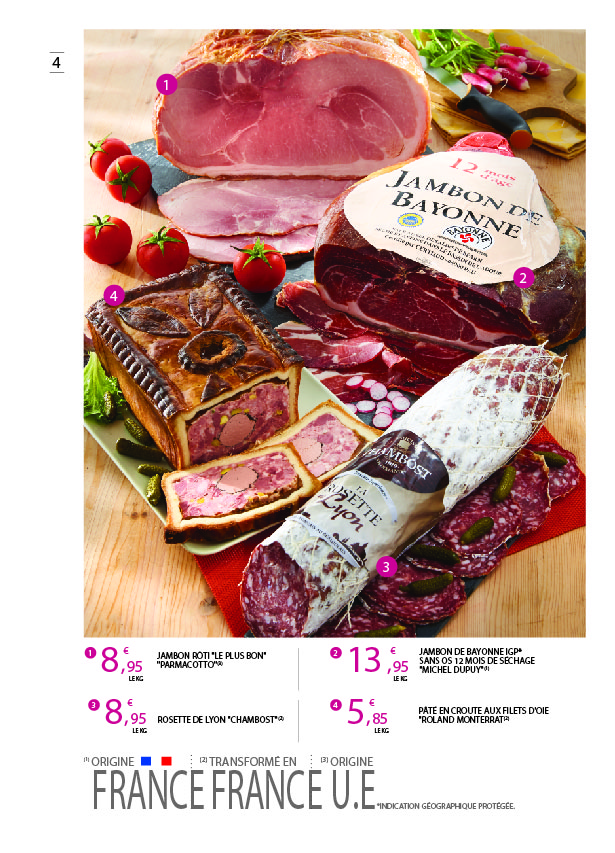 4
1
12 mois
d'âge
JAMBON DE
BAYONNE
BAYONNE
2
4
CHAMBOST
LA
ROSETTE
Lyon
3
1 8€,95 LE KG
JAMBON RÔTI "LE PLUS BON"
"PARMACOTTO"(3)
2 13€,95 LE KG
JAMBON DE BAYONNE IGP*
SANS OS 12 MOIS DE SÉCHAGE
"MICHEL DUPUY"(1)
3 8€,95 LE KG
ROSETTE DE LYON "CHAMBOST"(2)
4 5€,85 LE KG
PÂTÉ EN CROUTE AUX FILETS D'OIE
"ROLAND MONTERRAT(2)
(1) ORIGINE (2) TRANSFORMÉ EN (3) ORIGINE
FRANCE FRANCE U.E
*INDICATION GÉOGRAPHIQUE PROTÉGÉE.